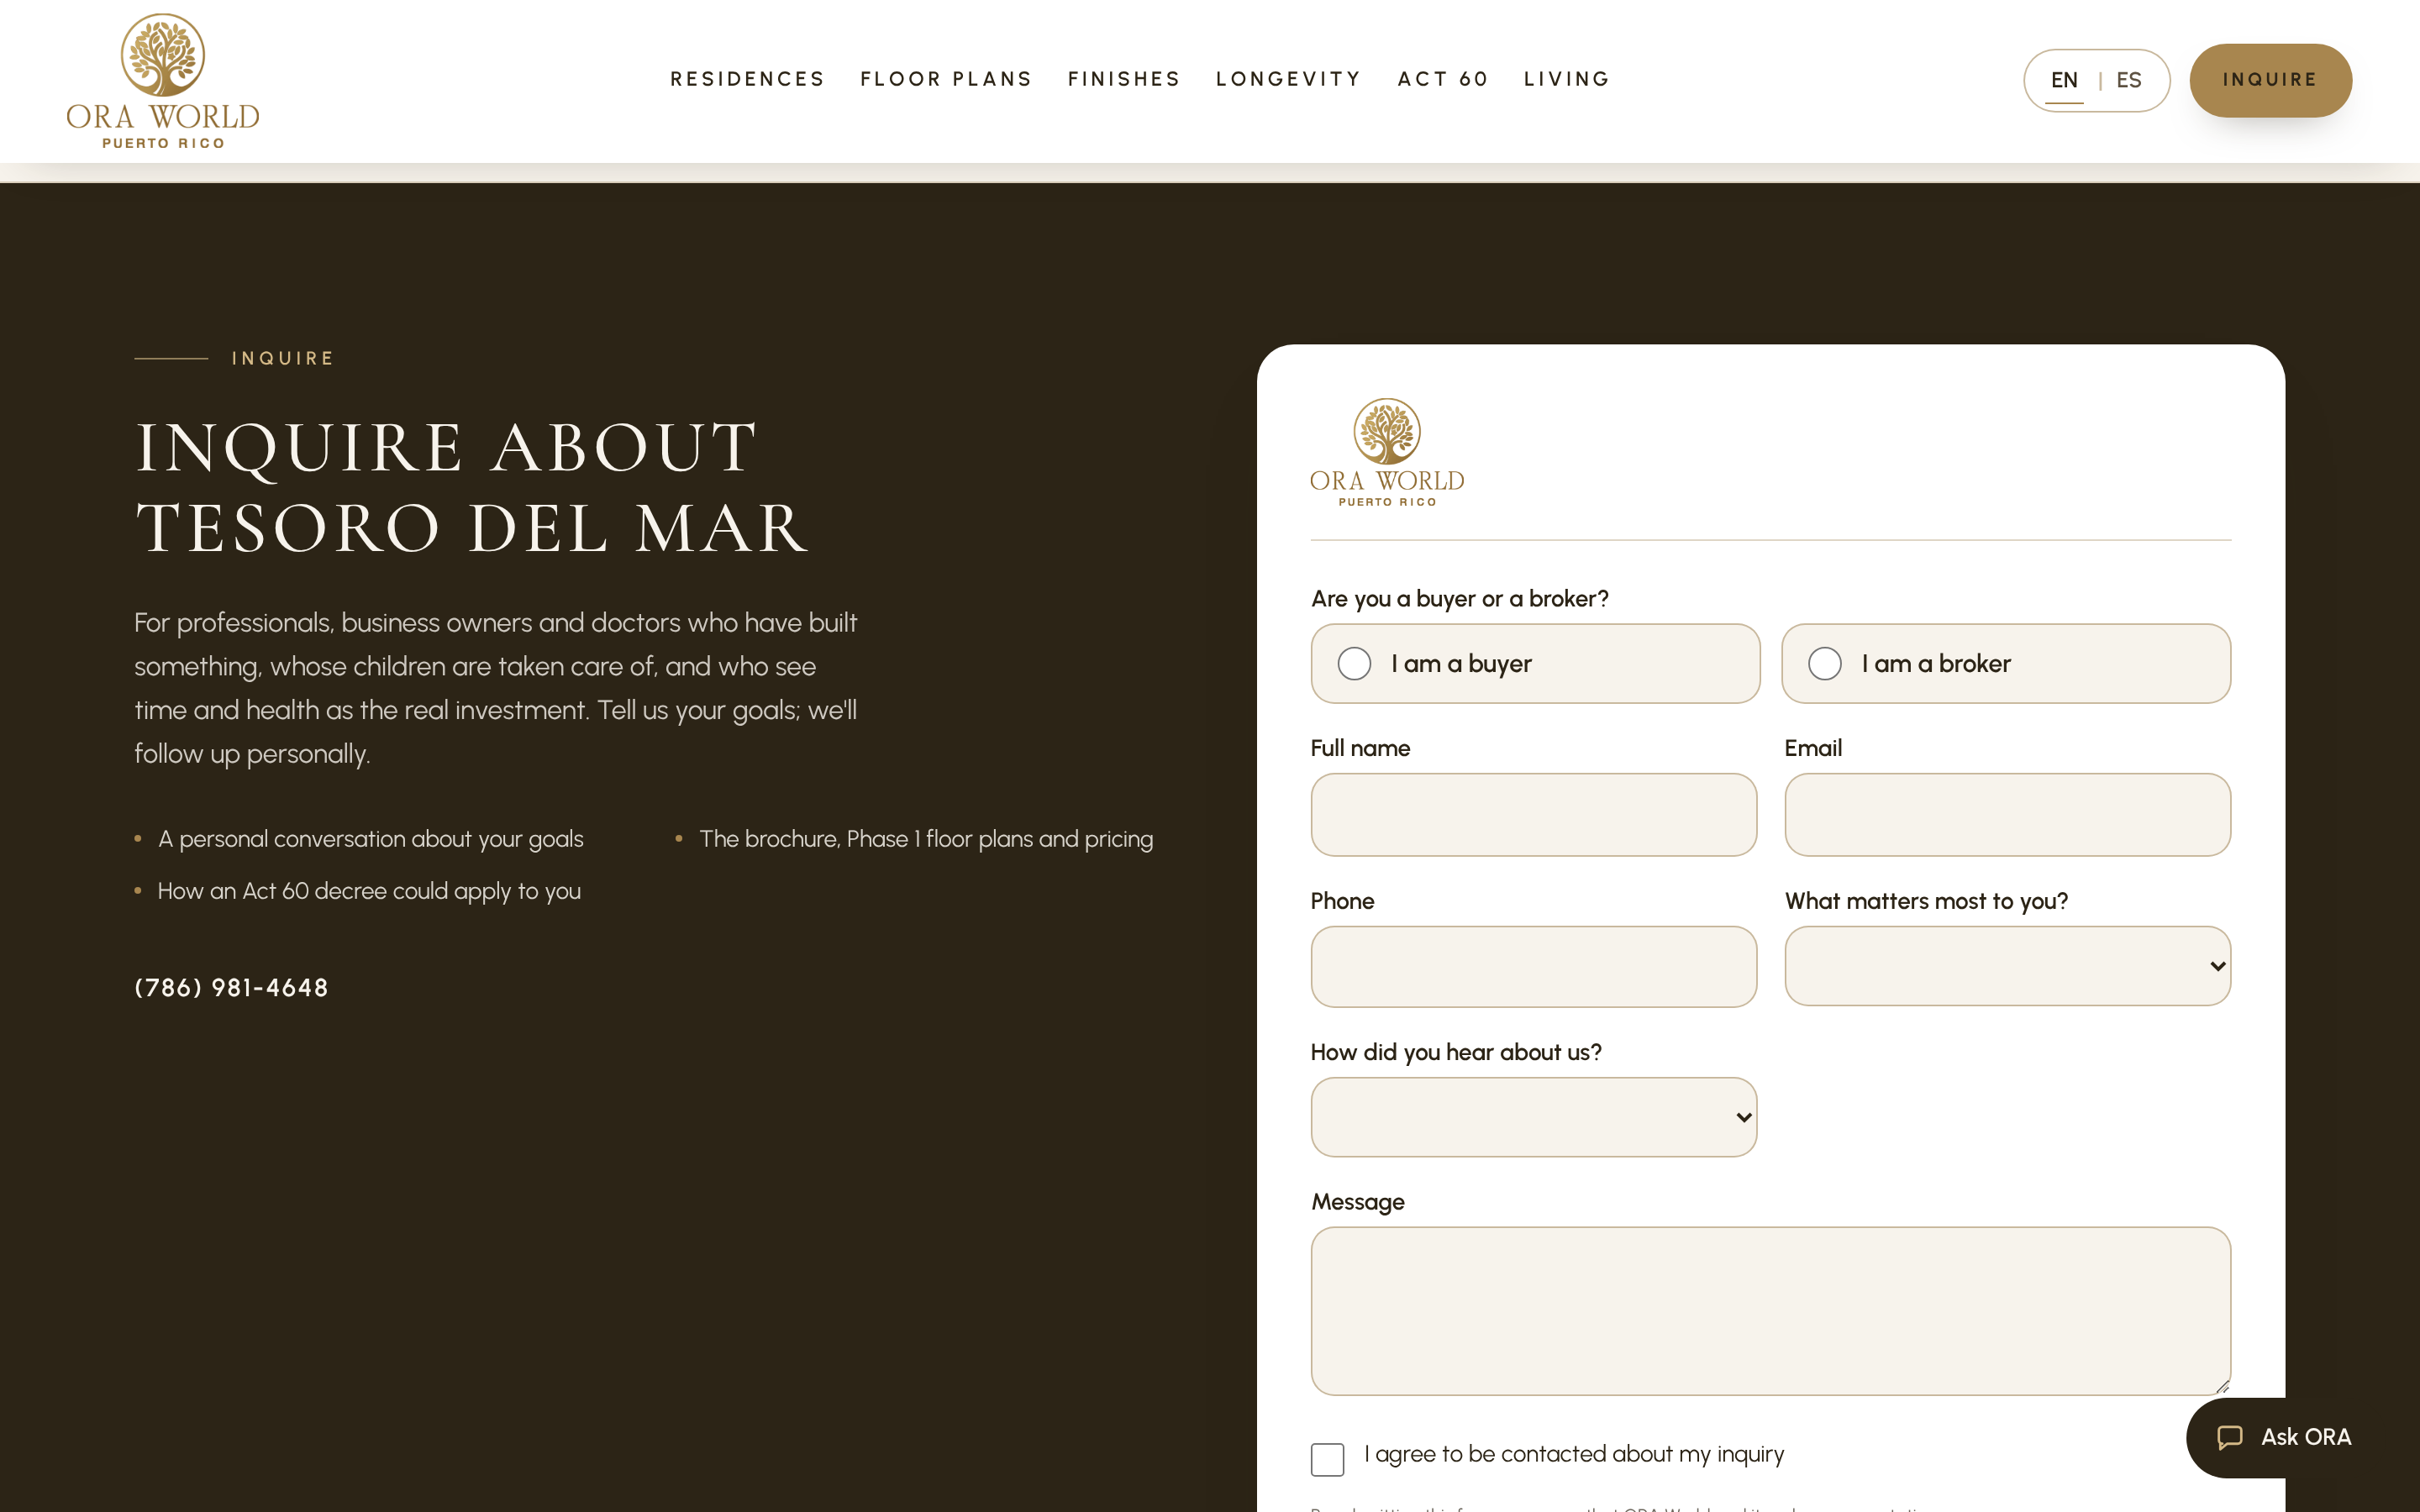 ORA WORLD
PUERTO RICO
RESIDENCES
FLOOR PLANS
FINISHES
LONGEVITY
ACT 60
LIVING
EN | ES
INQUIRE
INQUIRE
INQUIRE ABOUT
TESORO DEL MAR
For professionals, business owners and doctors who have built
something, whose children are taken care of, and who see
time and health as the real investment. Tell us your goals; we'll
follow up personally.
• A personal conversation about your goals
• The brochure, Phase 1 floor plans and pricing
• How an Act 60 decree could apply to you
(786) 981-4648
ORA WORLD
PUERTO RICO
Are you a buyer or a broker?
I am a buyer
I am a broker
Full name
Email
Phone
What matters most to you?
How did you hear about us?
Message
I agree to be contacted about my inquiry
Ask ORA